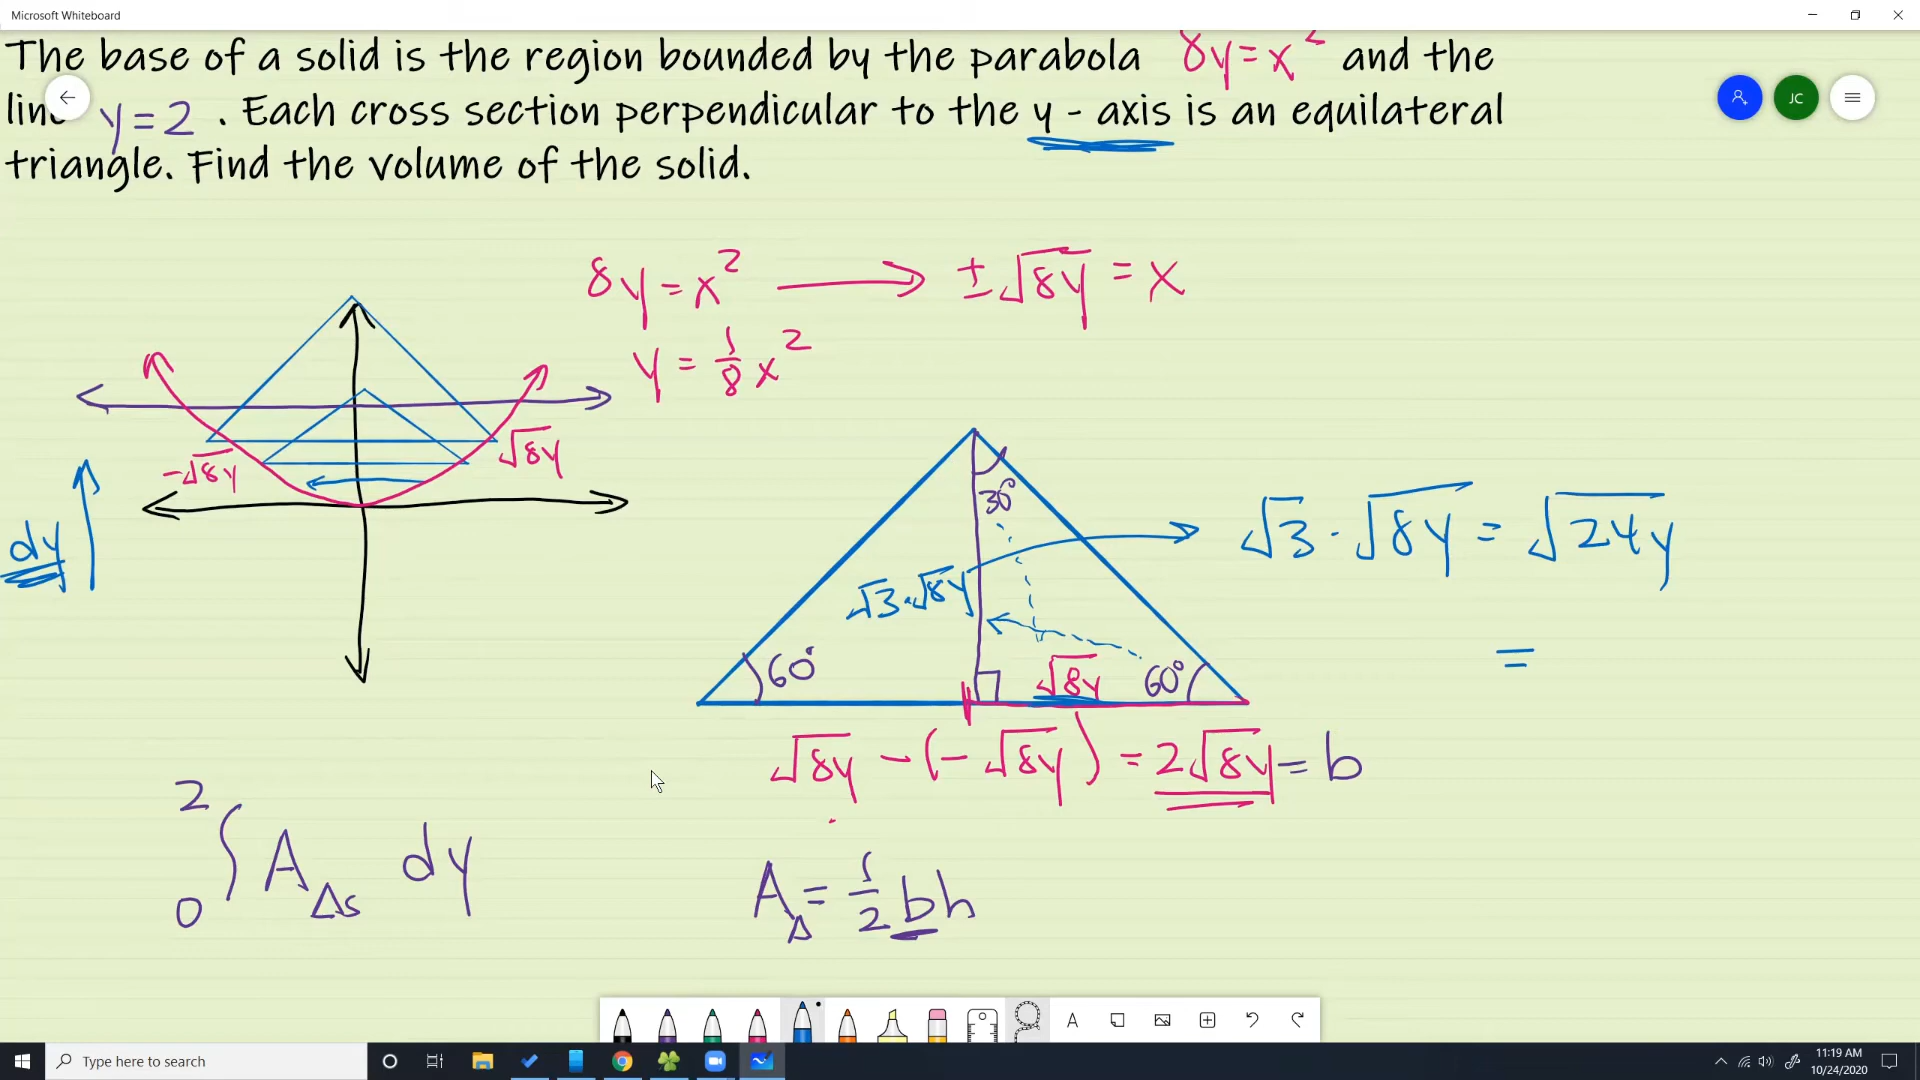 Microsoft Whiteboard
The base of a solid is the region bounded by the parabola 8y=x² and the
line y=2. Each cross section perpendicular to the y-axis is an equilateral
triangle. Find the volume of the solid.
JC
8y=x² → ±√8y = x
y = 1/8 x²
-√8y
√8y
dy
30°
√3·√8y
√3·√8y = √24y
=
60°
√8y
60°
√8y - (-√8y) = 2√8y = b
2
∫ A△s dy
0
A△ = 1/2 bh
A
Type here to search
11:19 AM
10/24/2020